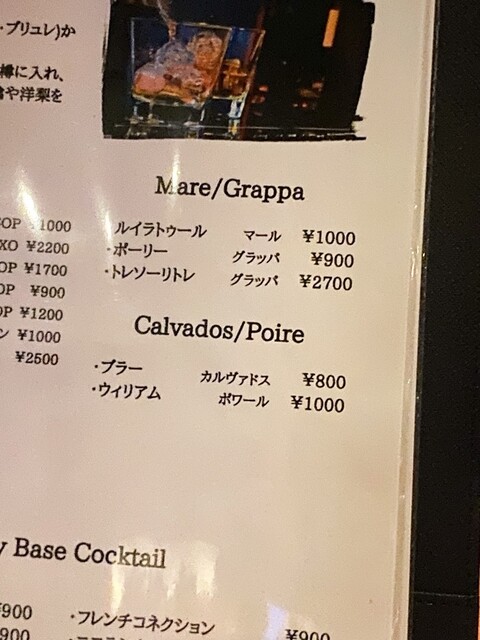 ・ブリュレ)か
樽に入れ、
や洋梨を
Mare/Grappa
OP ¥1000
XO ¥2200
OP ¥1700
OP ¥900
OP ¥1200
ン ¥1000
¥2500
・ルイラトゥール マール ¥1000
・ポーリー グラッパ ¥900
・トレソーリトレ グラッパ ¥2700
Calvados/Poire
・ブラー カルヴァドス ¥800
・ウィリアム ポワール ¥1000
Base Cocktail
¥900
・フレンチコネクション ¥900